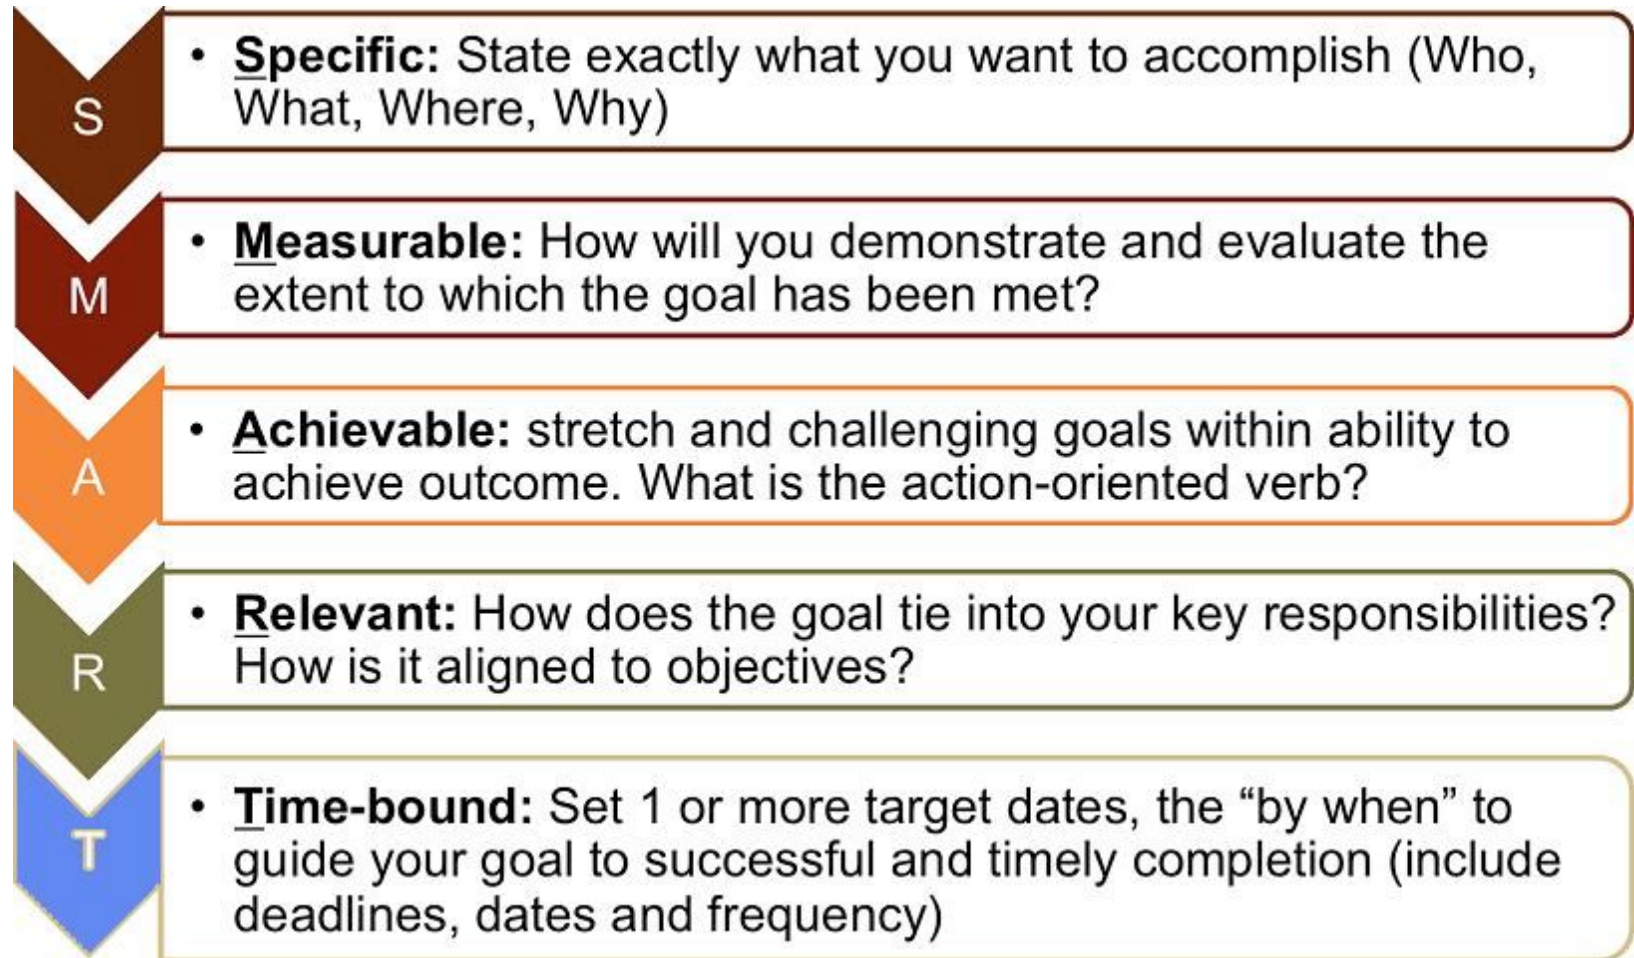 S
• Specific: State exactly what you want to accomplish (Who,
What, Where, Why)
M
• Measurable: How will you demonstrate and evaluate the
extent to which the goal has been met?
A
• Achievable: stretch and challenging goals within ability to
achieve outcome. What is the action-oriented verb?
R
• Relevant: How does the goal tie into your key responsibilities?
How is it aligned to objectives?
T
• Time-bound: Set 1 or more target dates, the “by when” to
guide your goal to successful and timely completion (include
deadlines, dates and frequency)